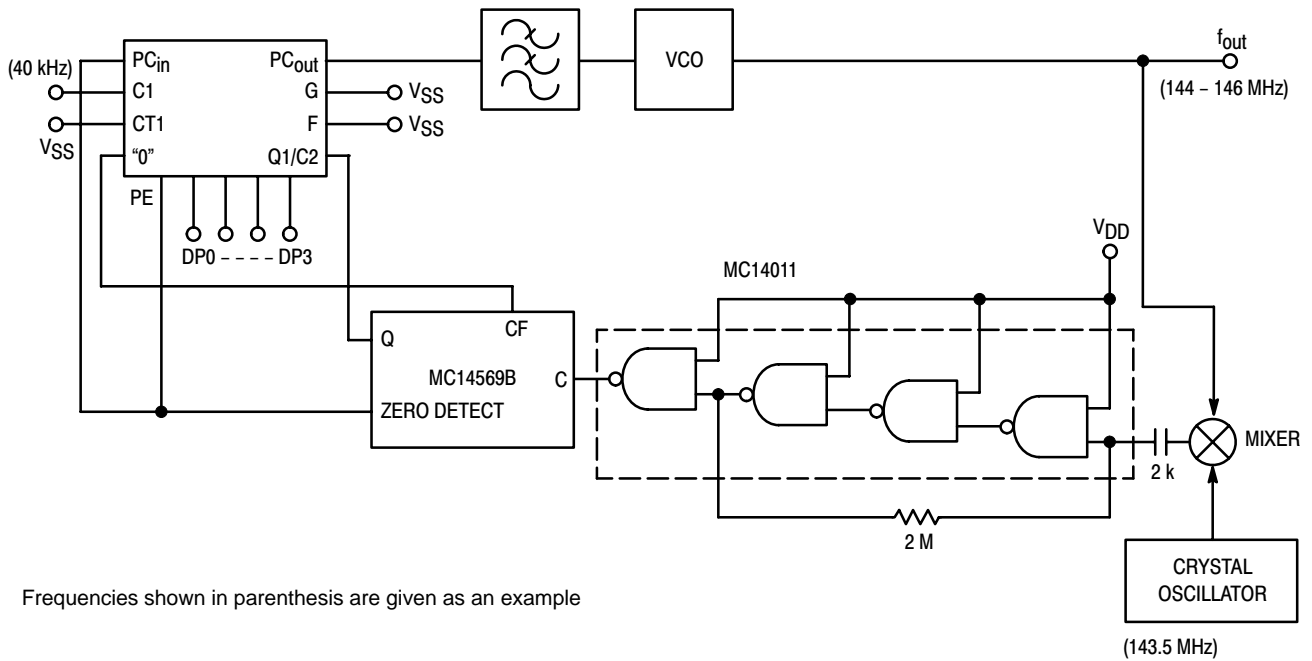 (40 kHz)
PCin
PCout
C1
G
VSS
CT1
F
VSS
VSS
"0"
Q1/C2
PE
DP0 – – – – DP3
VCO
fout
(144 – 146 MHz)
VDD
MC14011
CF
Q
MC14569B
C
ZERO DETECT
MIXER
2 k
2 M
CRYSTAL
OSCILLATOR
(143.5 MHz)
Frequencies shown in parenthesis are given as an example